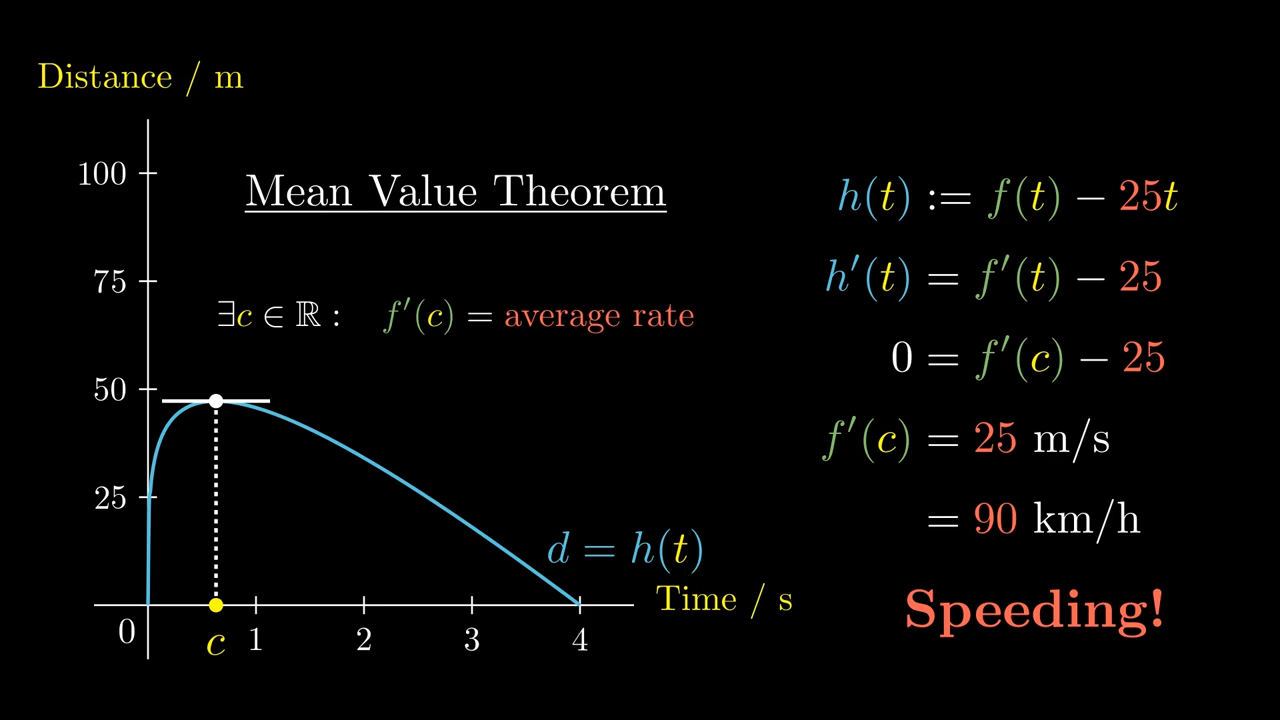 Distance / m
100
75
50
25
0
Mean Value Theorem
∃c ∈ ℝ : f′(c) = average rate
d = h(t)
Time / s
c
1
2
3
4
h(t) := f(t) − 25t
h′(t) = f′(t) − 25
0 = f′(c) − 25
f′(c) = 25 m/s
= 90 km/h
Speeding!